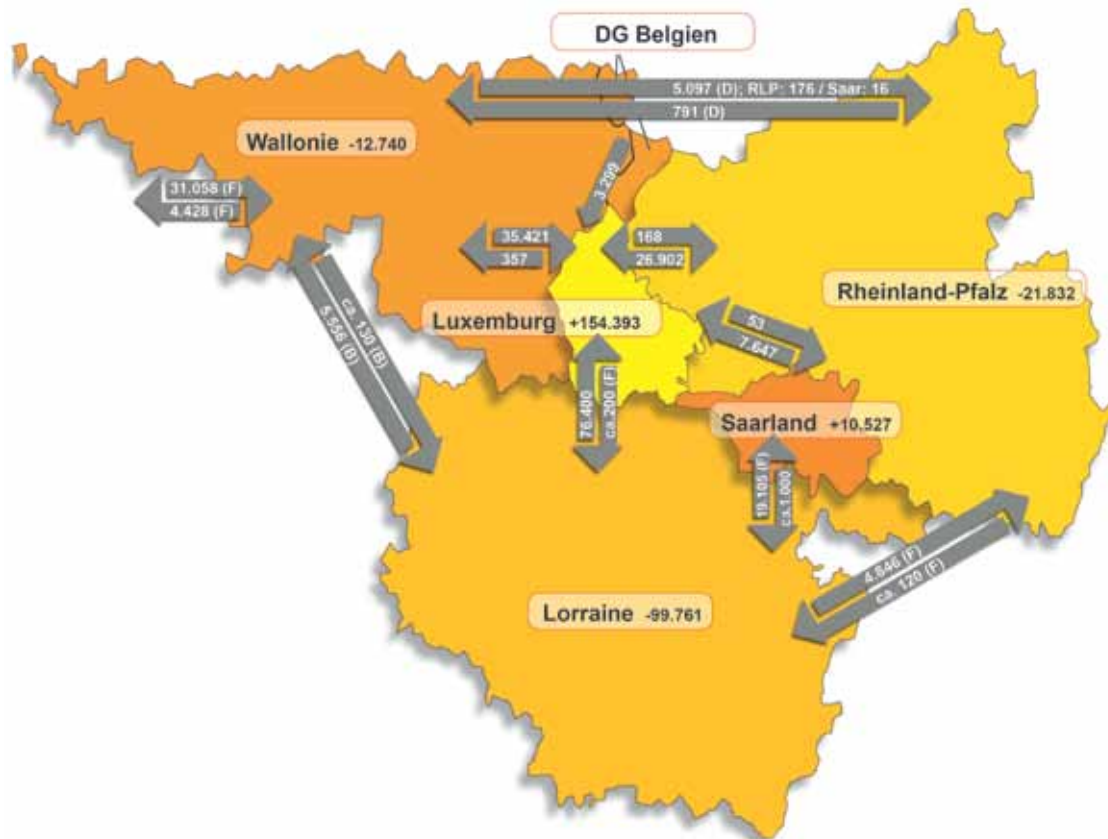 DG Belgien
5.097 (D); RLP: 176 / Saar: 16
791 (D)
Wallonie -12.740
3.299
31.058 (F)
4.428 (F)
35.421
357
168
26.902
Rheinland-Pfalz -21.832
Luxemburg +154.393
53
7.647
ca. 130 (B)
5.556 (B)
76.400
ca.200 (F)
Saarland +10.527
19.105 (F)
ca.1.000
4.846 (F)
ca. 120 (F)
Lorraine -99.761